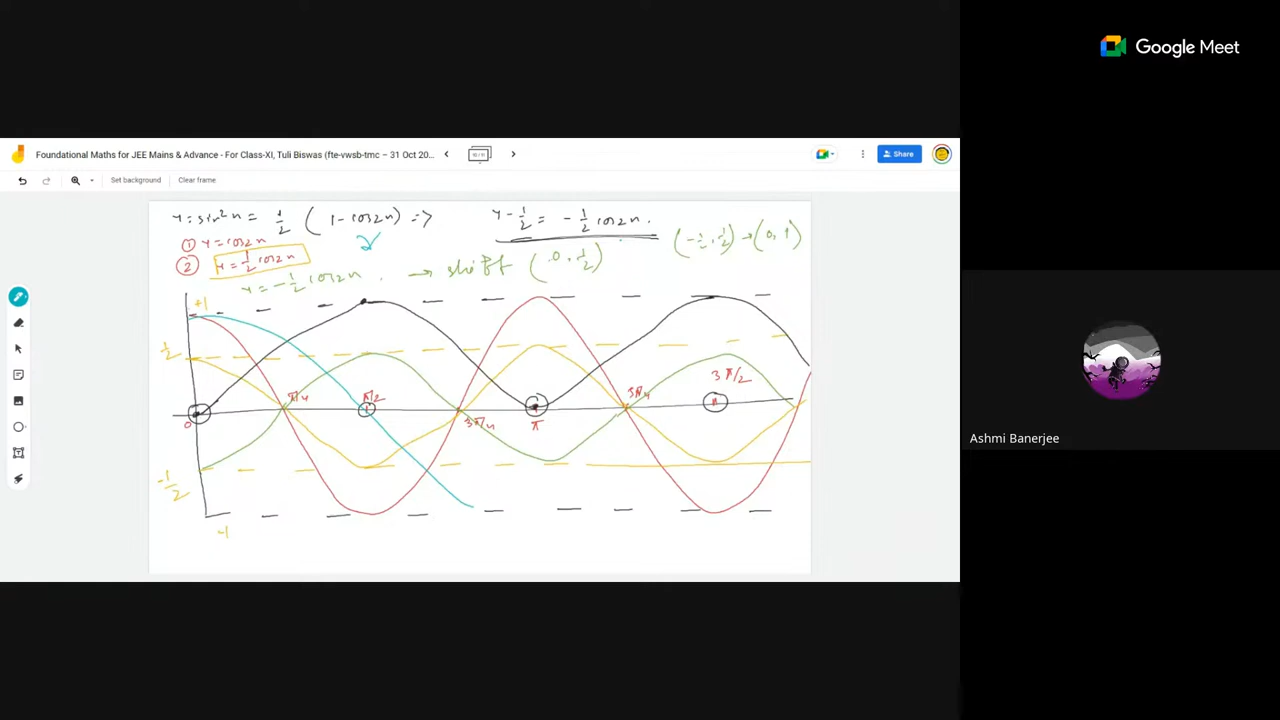 Google Meet
Foundational Maths for JEE Mains & Advance - For Class-XI, Tuli Biswas (fte-vwsb-tmc – 31 Oct 20...
Share
Set background
Clear frame
y = sin²x = 1/2 (1 - cos2x) =>
y - 1/2 = -1/2 cos2x.
① y = cos2x
(-1/2, 1/2) → (0, 1)
② y = 1/2 cos2x
y = -1/2 cos2x. → shift (0, 1/2)
+1
1/2
π/4
π/2
5π/4
3π/2
0
3π/4
π
-1/2
-1
Ashmi Banerjee